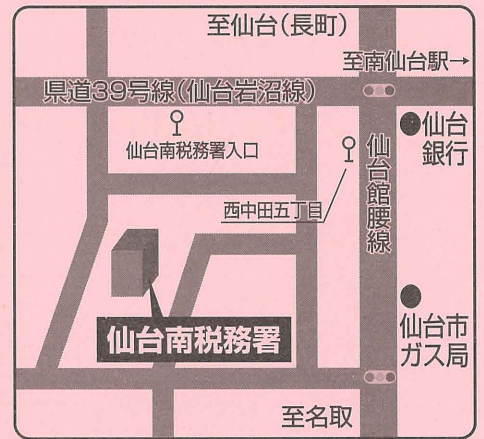 至仙台(長町)
至南仙台駅→
県道39号線(仙台岩沼線)
仙台南税務署入口
仙台
銀行
仙台館腰線
西中田五丁目
仙台南税務署
仙台市
ガス局
至名取